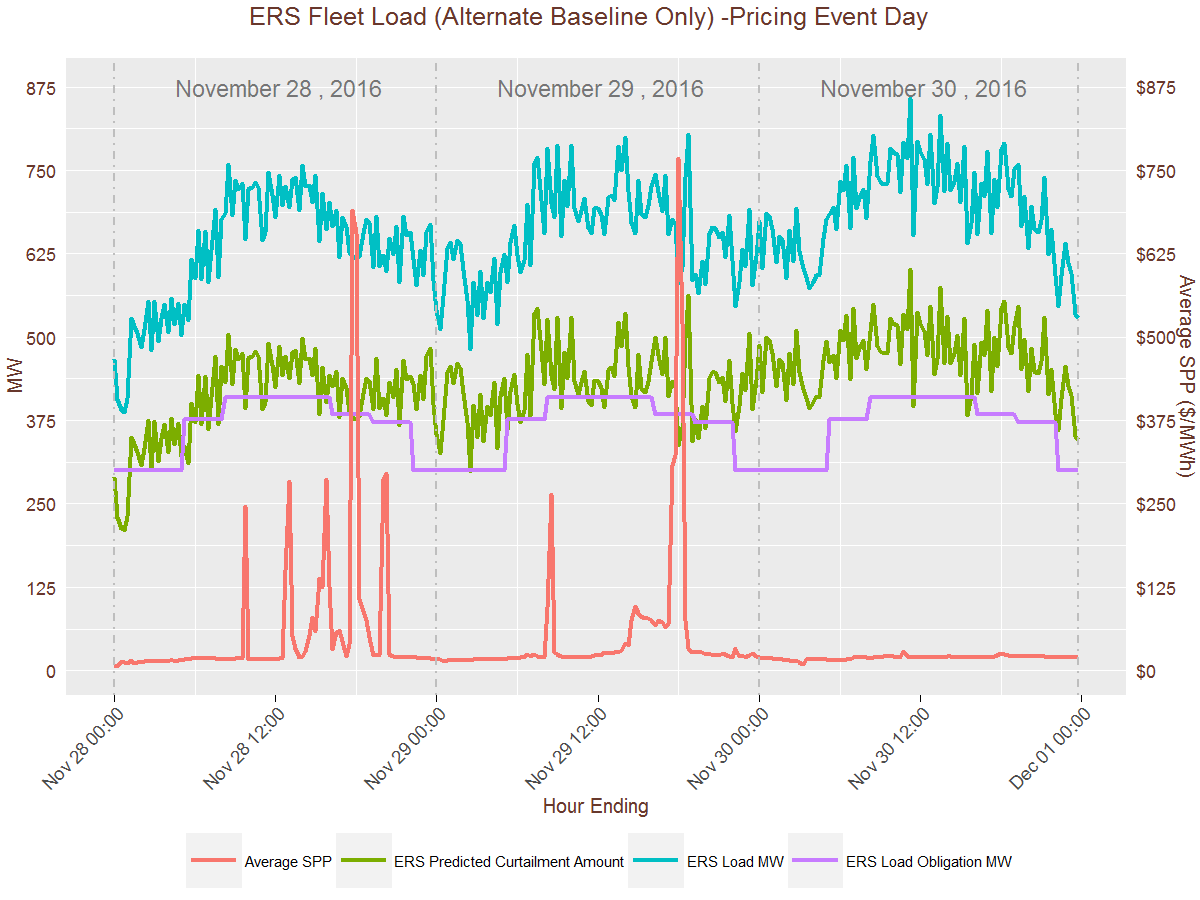 ERS Fleet Load (Alternate Baseline Only) -Pricing Event Day
November 28 , 2016
November 29 , 2016
November 30 , 2016
875
750
625
500
375
250
125
0
MW
$875
$750
$625
$500
$375
$250
$125
$0
Average SPP ($/MWh)
Nov 28 00:00
Nov 28 12:00
Nov 29 00:00
Nov 29 12:00
Nov 30 00:00
Nov 30 12:00
Dec 01 00:00
Hour Ending
Average SPP
ERS Predicted Curtailment Amount
ERS Load MW
ERS Load Obligation MW